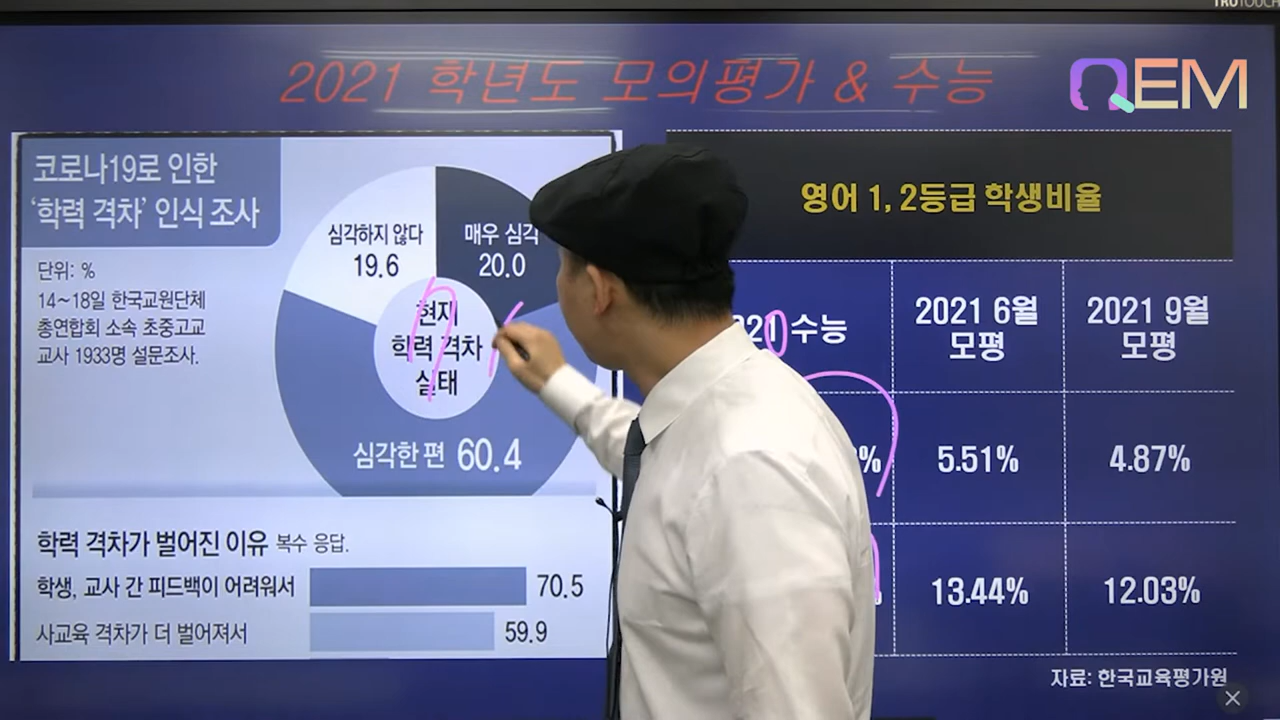 TRUTOUCH
2021 학년도 모의평가 & 수능
QEM
코로나19로 인한
‘학력 격차’ 인식 조사
단위: %
14~18일 한국교원단체
총연합회 소속 초중고교
교사 1933명 설문조사.
심각하지 않다
19.6
매우 심각
20.0
현재
학력 격차
실태
심각한 편 60.4
학력 격차가 벌어진 이유 복수 응답.
학생, 교사 간 피드백이 어려워서 70.5
사교육 격차가 더 벌어져서 59.9
영어 1, 2등급 학생비율
수능
2021 6월
모평
2021 9월
모평
% 5.51% 4.87%
13.44% 12.03%
자료: 한국교육평가원